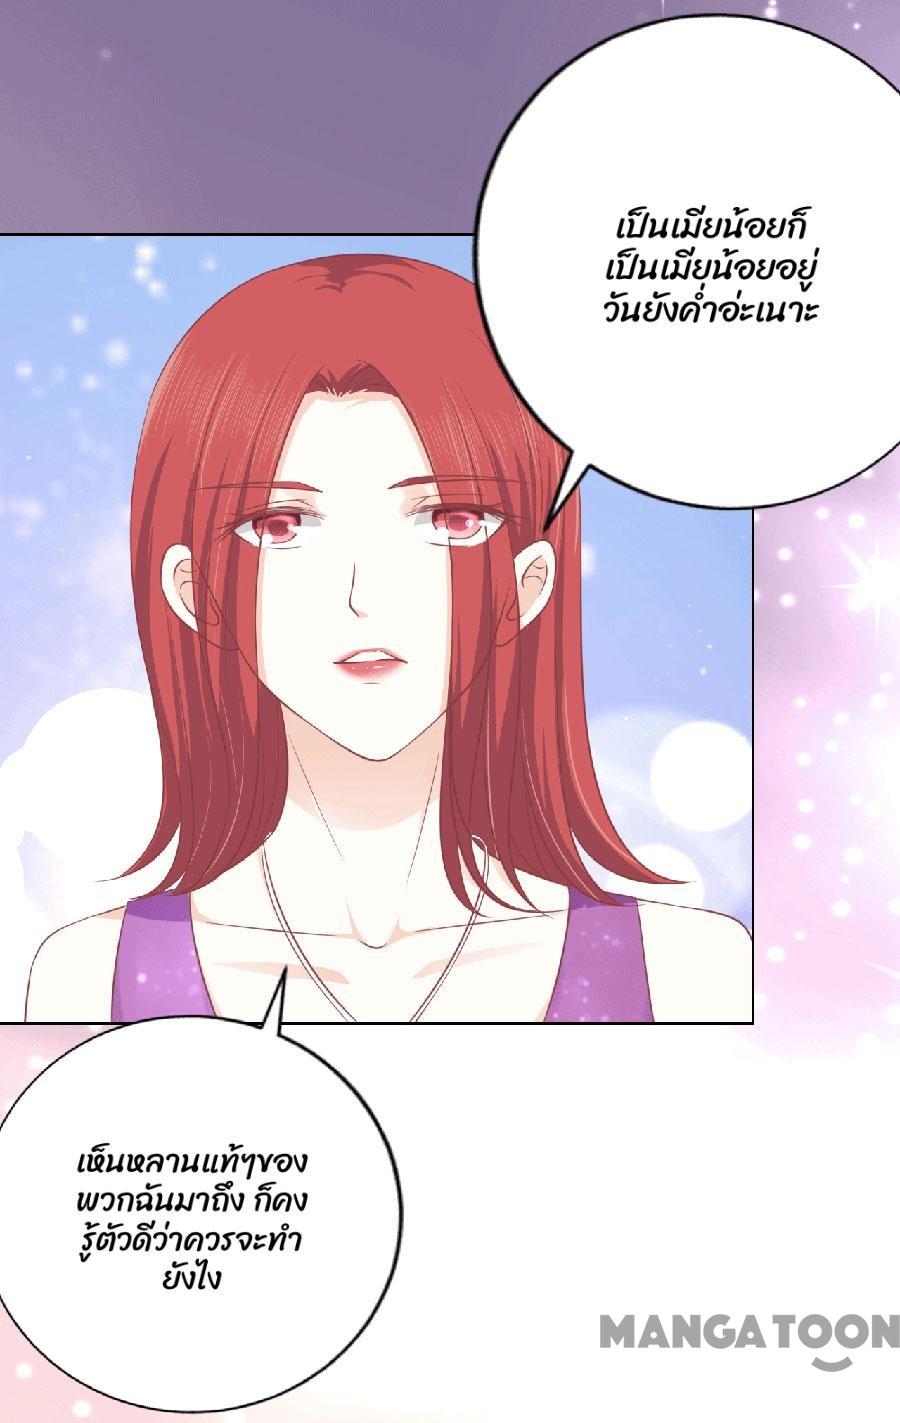 เป็นเมียน้อยก็
เป็นเมียน้อยอยู่
วันยังค่ำอ่ะเนาะ
เห็นหลานแท้ๆของ
พวกฉันมาถึง ก็คง
รู้ตัวดีว่าควรจะทำ
ยังไง
MANGATOON